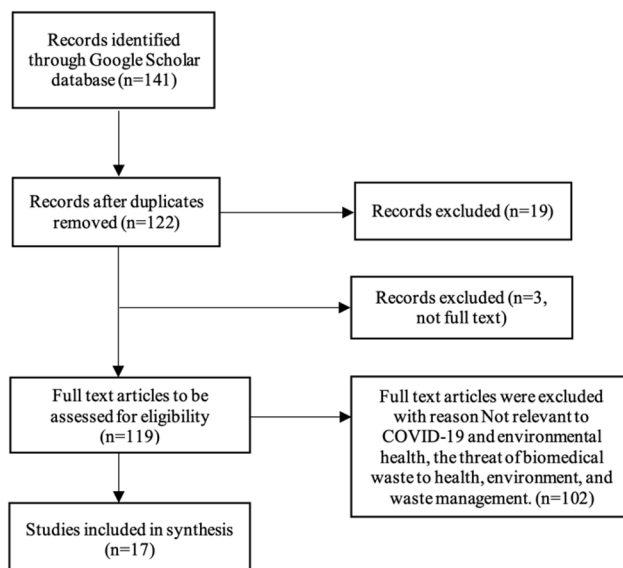 Records identified
through Google Scholar
database (n=141)
Records after duplicates
removed (n=122)
Records excluded (n=19)
Records excluded (n=3,
not full text)
Full text articles to be
assessed for eligibility
(n=119)
Full text articles were excluded
with reason Not relevant to
COVID-19 and environmental
health, the threat of biomedical
waste to health, environment, and
waste management. (n=102)
Studies included in synthesis
(n=17)